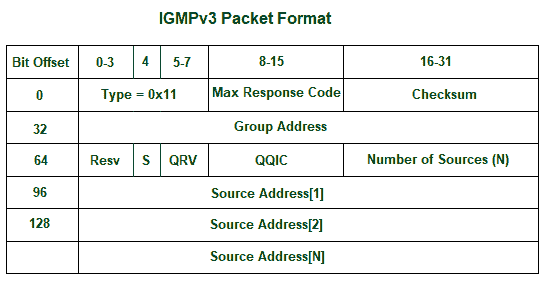 IGMPv3 Packet Format
Bit Offset 0-3 4 5-7 8-15 16-31
0 Type = 0x11 Max Response Code Checksum
32 Group Address
64 Resv S QRV QQIC Number of Sources (N)
96 Source Address[1]
128 Source Address[2]
Source Address[N]